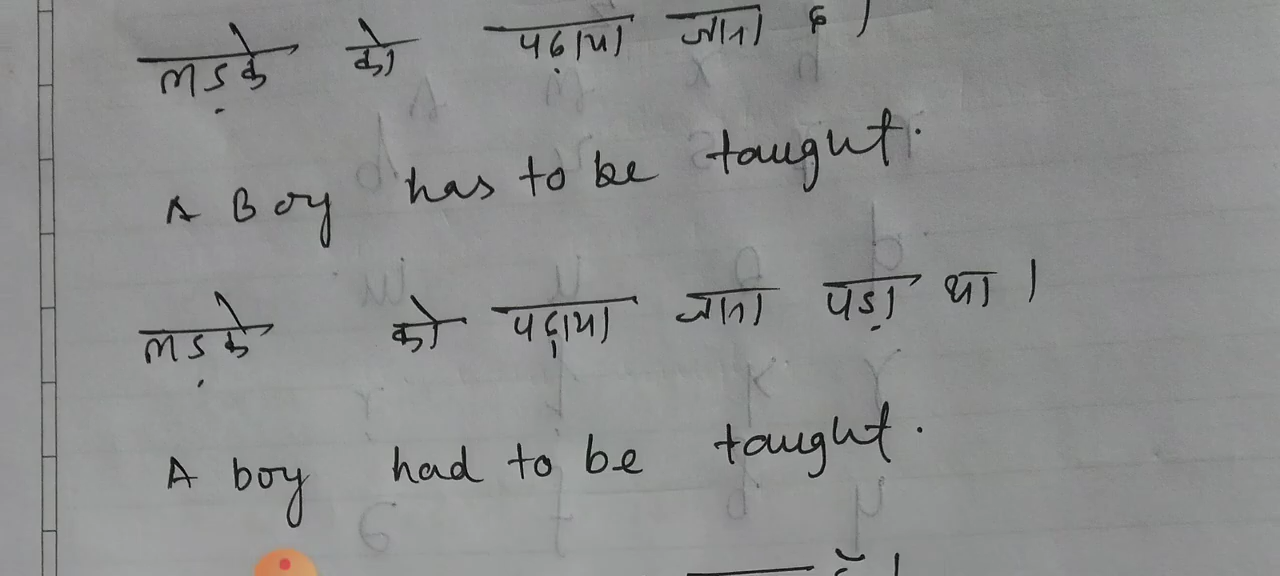 लड़के को पढ़ाया जाना है।
A Boy has to be taught.
लड़के को पढ़ाया जाना पड़ा था।
A boy had to be taught.